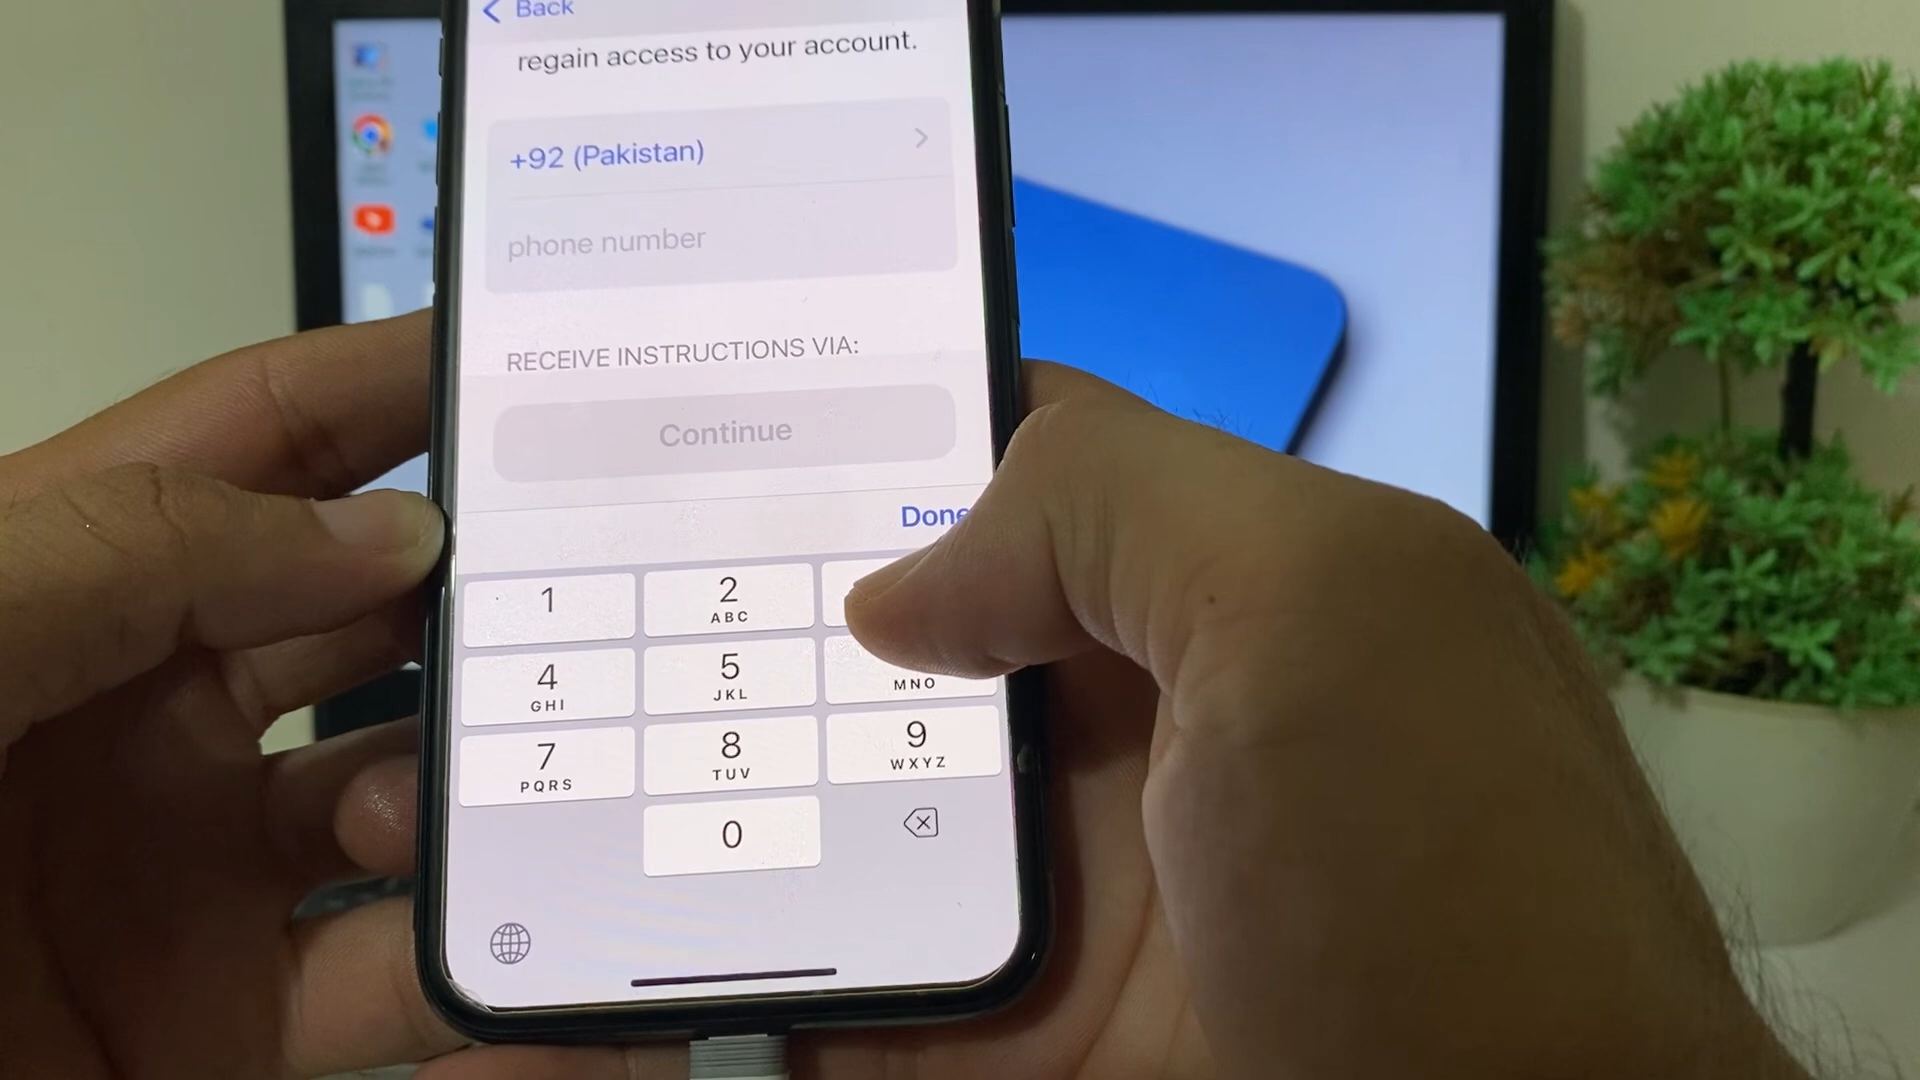 Back
regain access to your account.
+92 (Pakistan)
phone number
RECEIVE INSTRUCTIONS VIA:
Continue
Done
1
2
ABC
4
GHI
5
JKL
MNO
7
PQRS
8
TUV
9
WXYZ
0